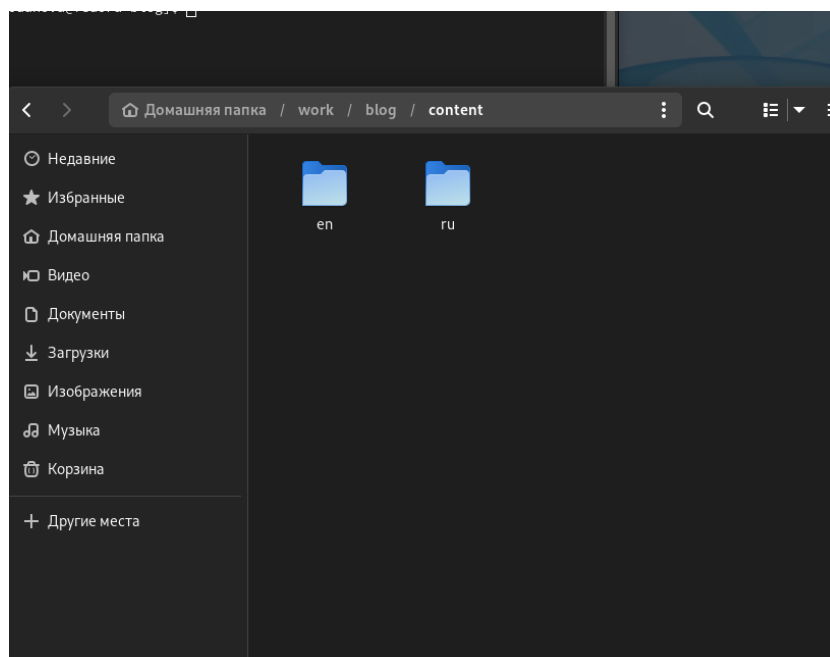 Домашняя папка / work / blog / content
Недавние
Избранные
Домашняя папка
Видео
Документы
Загрузки
Изображения
Музыка
Корзина
Другие места
en
ru